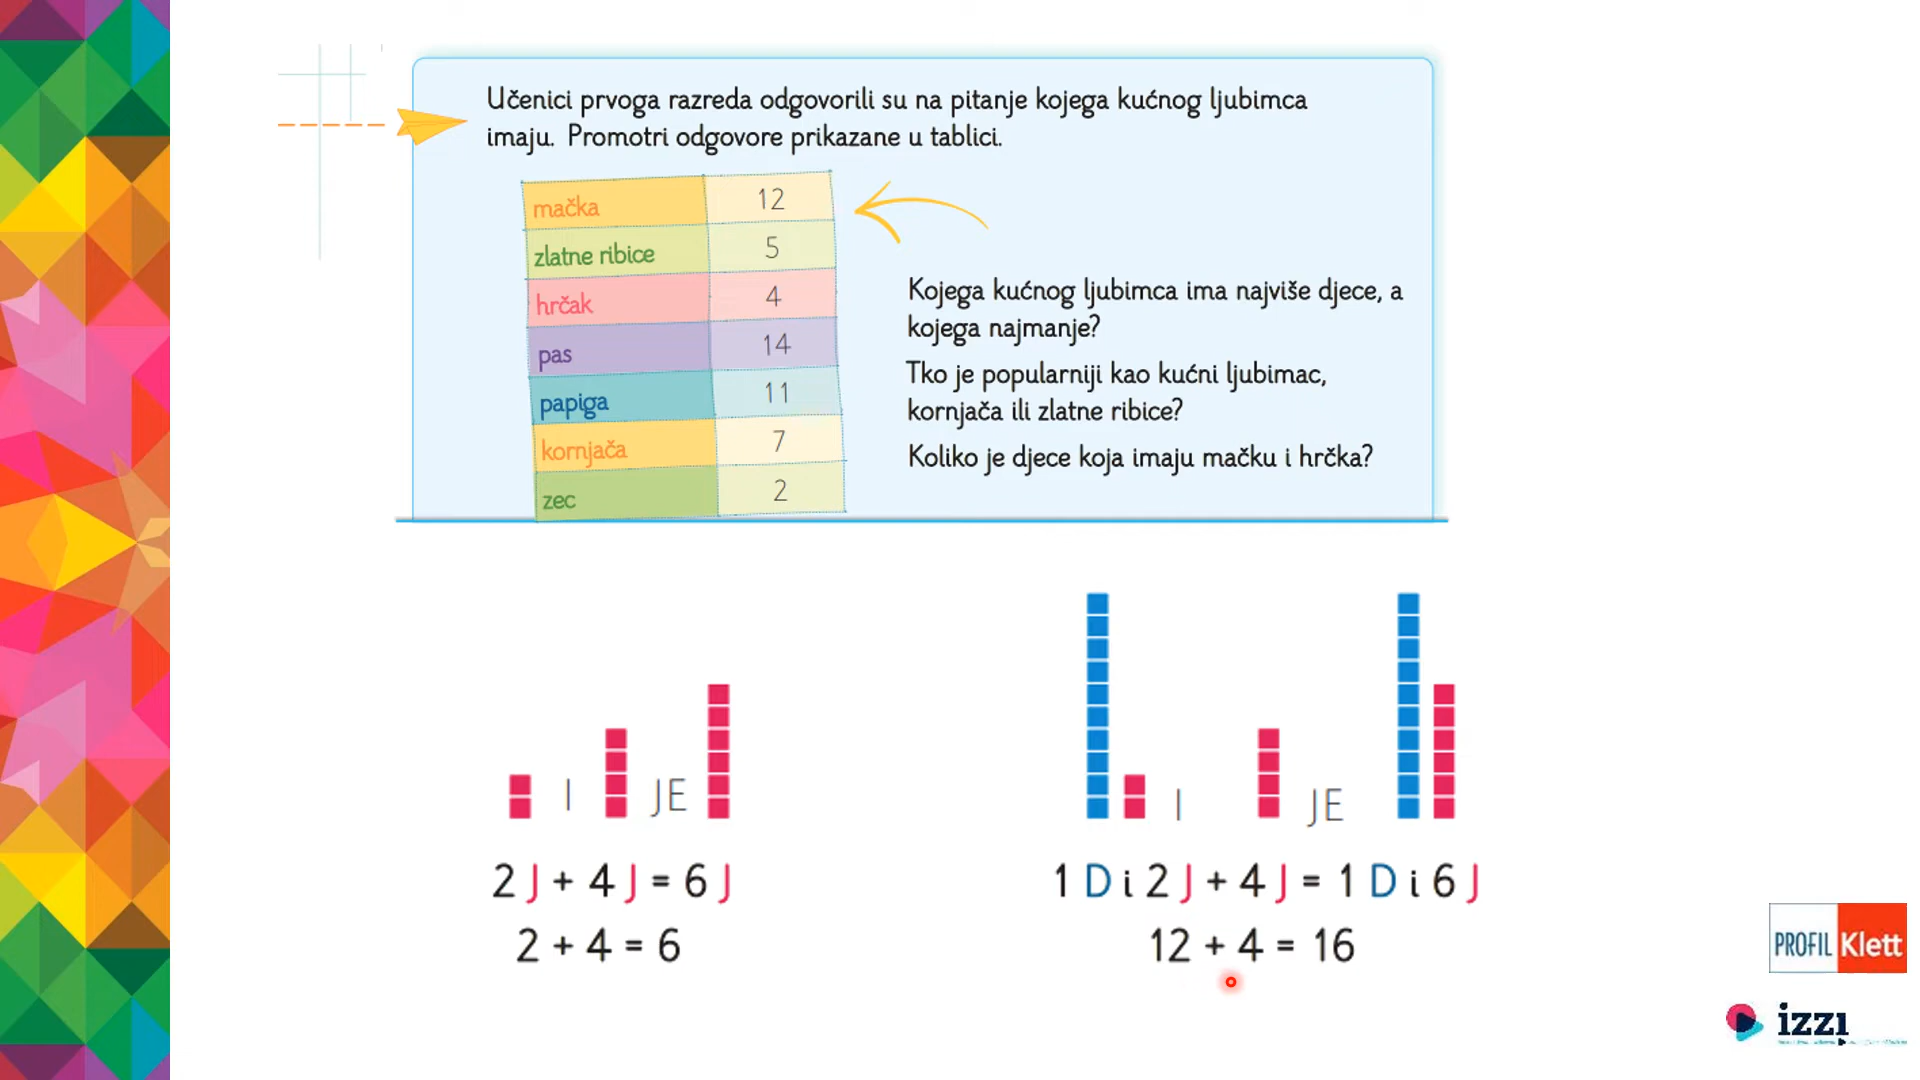 Učenici prvoga razreda odgovorili su na pitanje kojega kućnog ljubimca
imaju. Promotri odgovore prikazane u tablici.
mačka 12
zlatne ribice 5
hrčak 4
pas 14
papiga 11
kornjača 7
zec 2
Kojega kućnog ljubimca ima najviše djece, a
kojega najmanje?
Tko je popularniji kao kućni ljubimac,
kornjača ili zlatne ribice?
Koliko je djece koja imaju mačku i hrčka?
I JE
2 J + 4 J = 6 J
2 + 4 = 6
I JE
1 D i 2 J + 4 J = 1 D i 6 J
12 + 4 = 16
PROFIL Klett
izzi